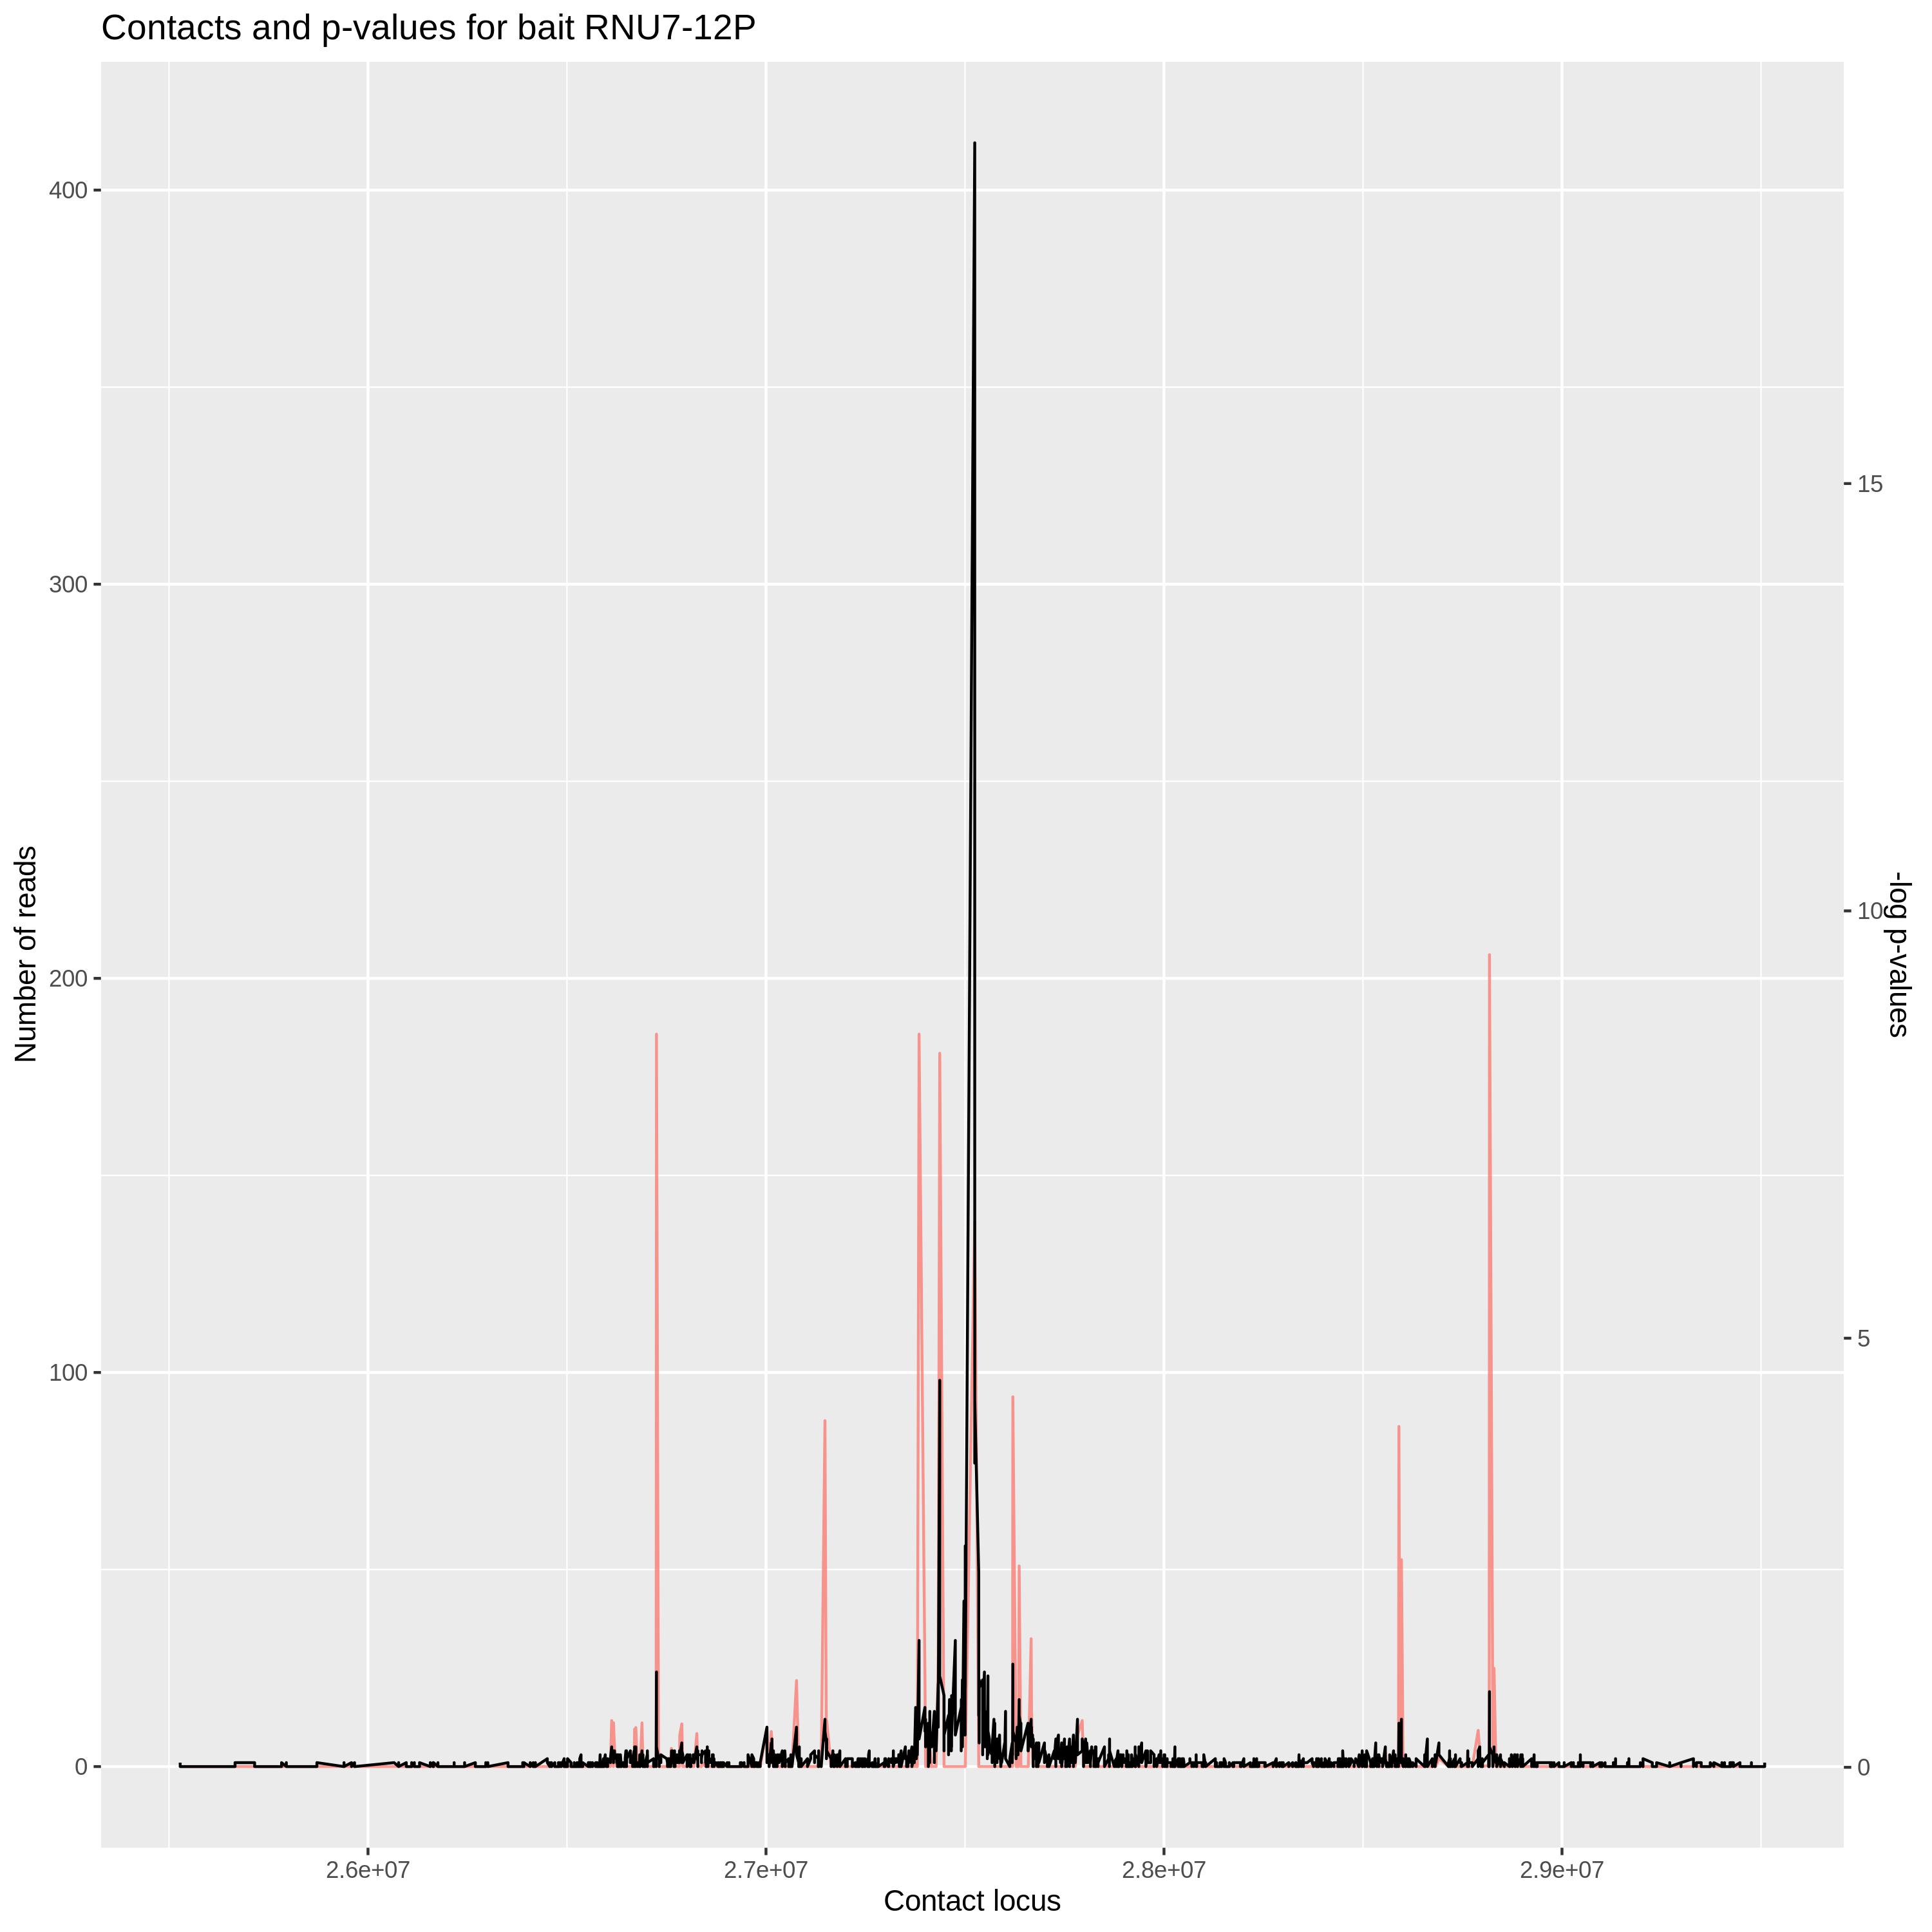 Contacts and p-values for bait RNU7-12P
400
300
200
100
0
Number of reads
15
10
5
0
-log p-values
2.6e+07
2.7e+07
2.8e+07
2.9e+07
Contact locus